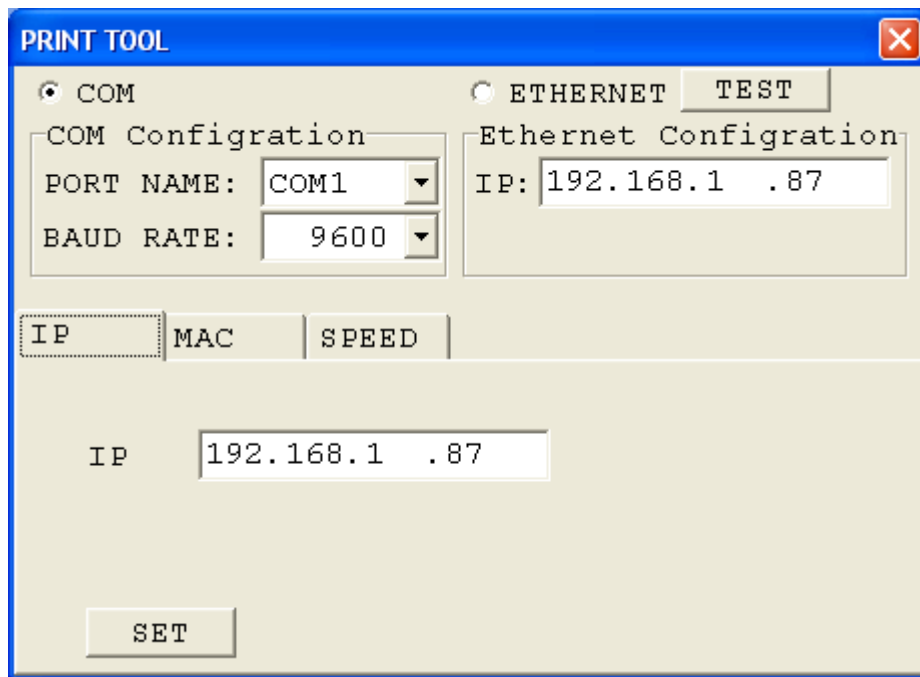 PRINT TOOL
COM
ETHERNET
TEST
COM Configration
PORT NAME: COM1
BAUD RATE: 9600
Ethernet Configration
IP: 192.168.1 .87
IP
MAC
SPEED
IP 192.168.1 .87
SET